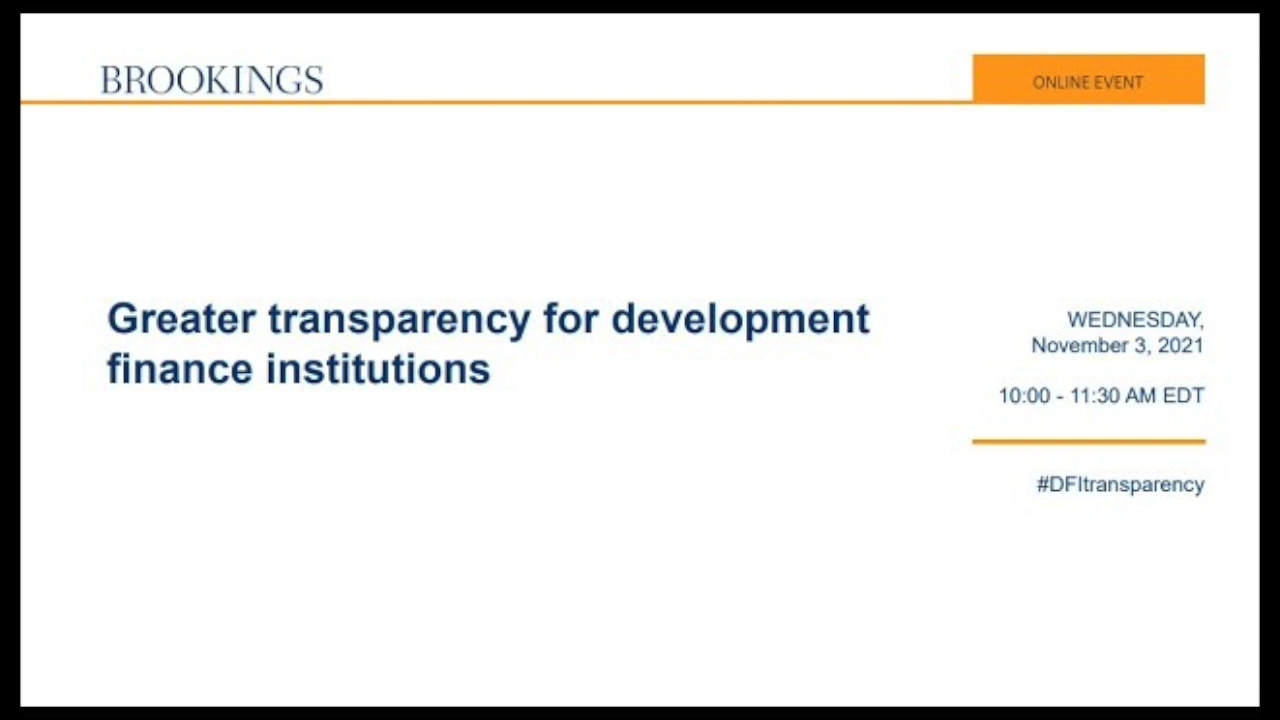 BROOKINGS
ONLINE EVENT
Greater transparency for development
finance institutions
WEDNESDAY,
November 3, 2021
10:00 - 11:30 AM EDT
#DFItransparency